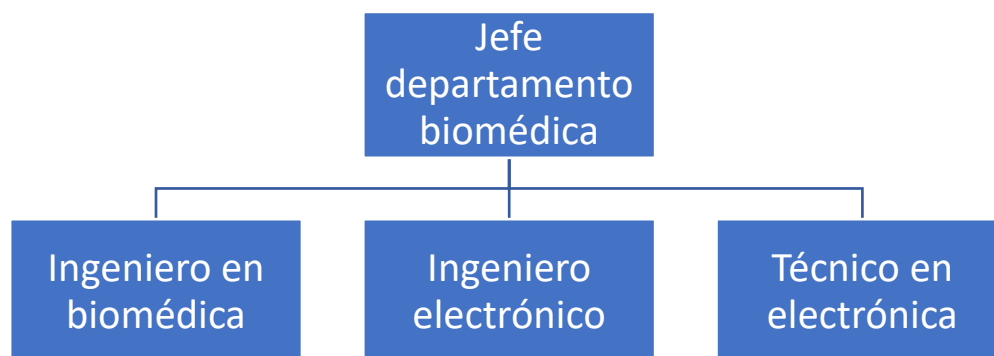 Jefe
departamento
biomédica
Ingeniero en
biomédica
Ingeniero
electrónico
Técnico en
electrónica